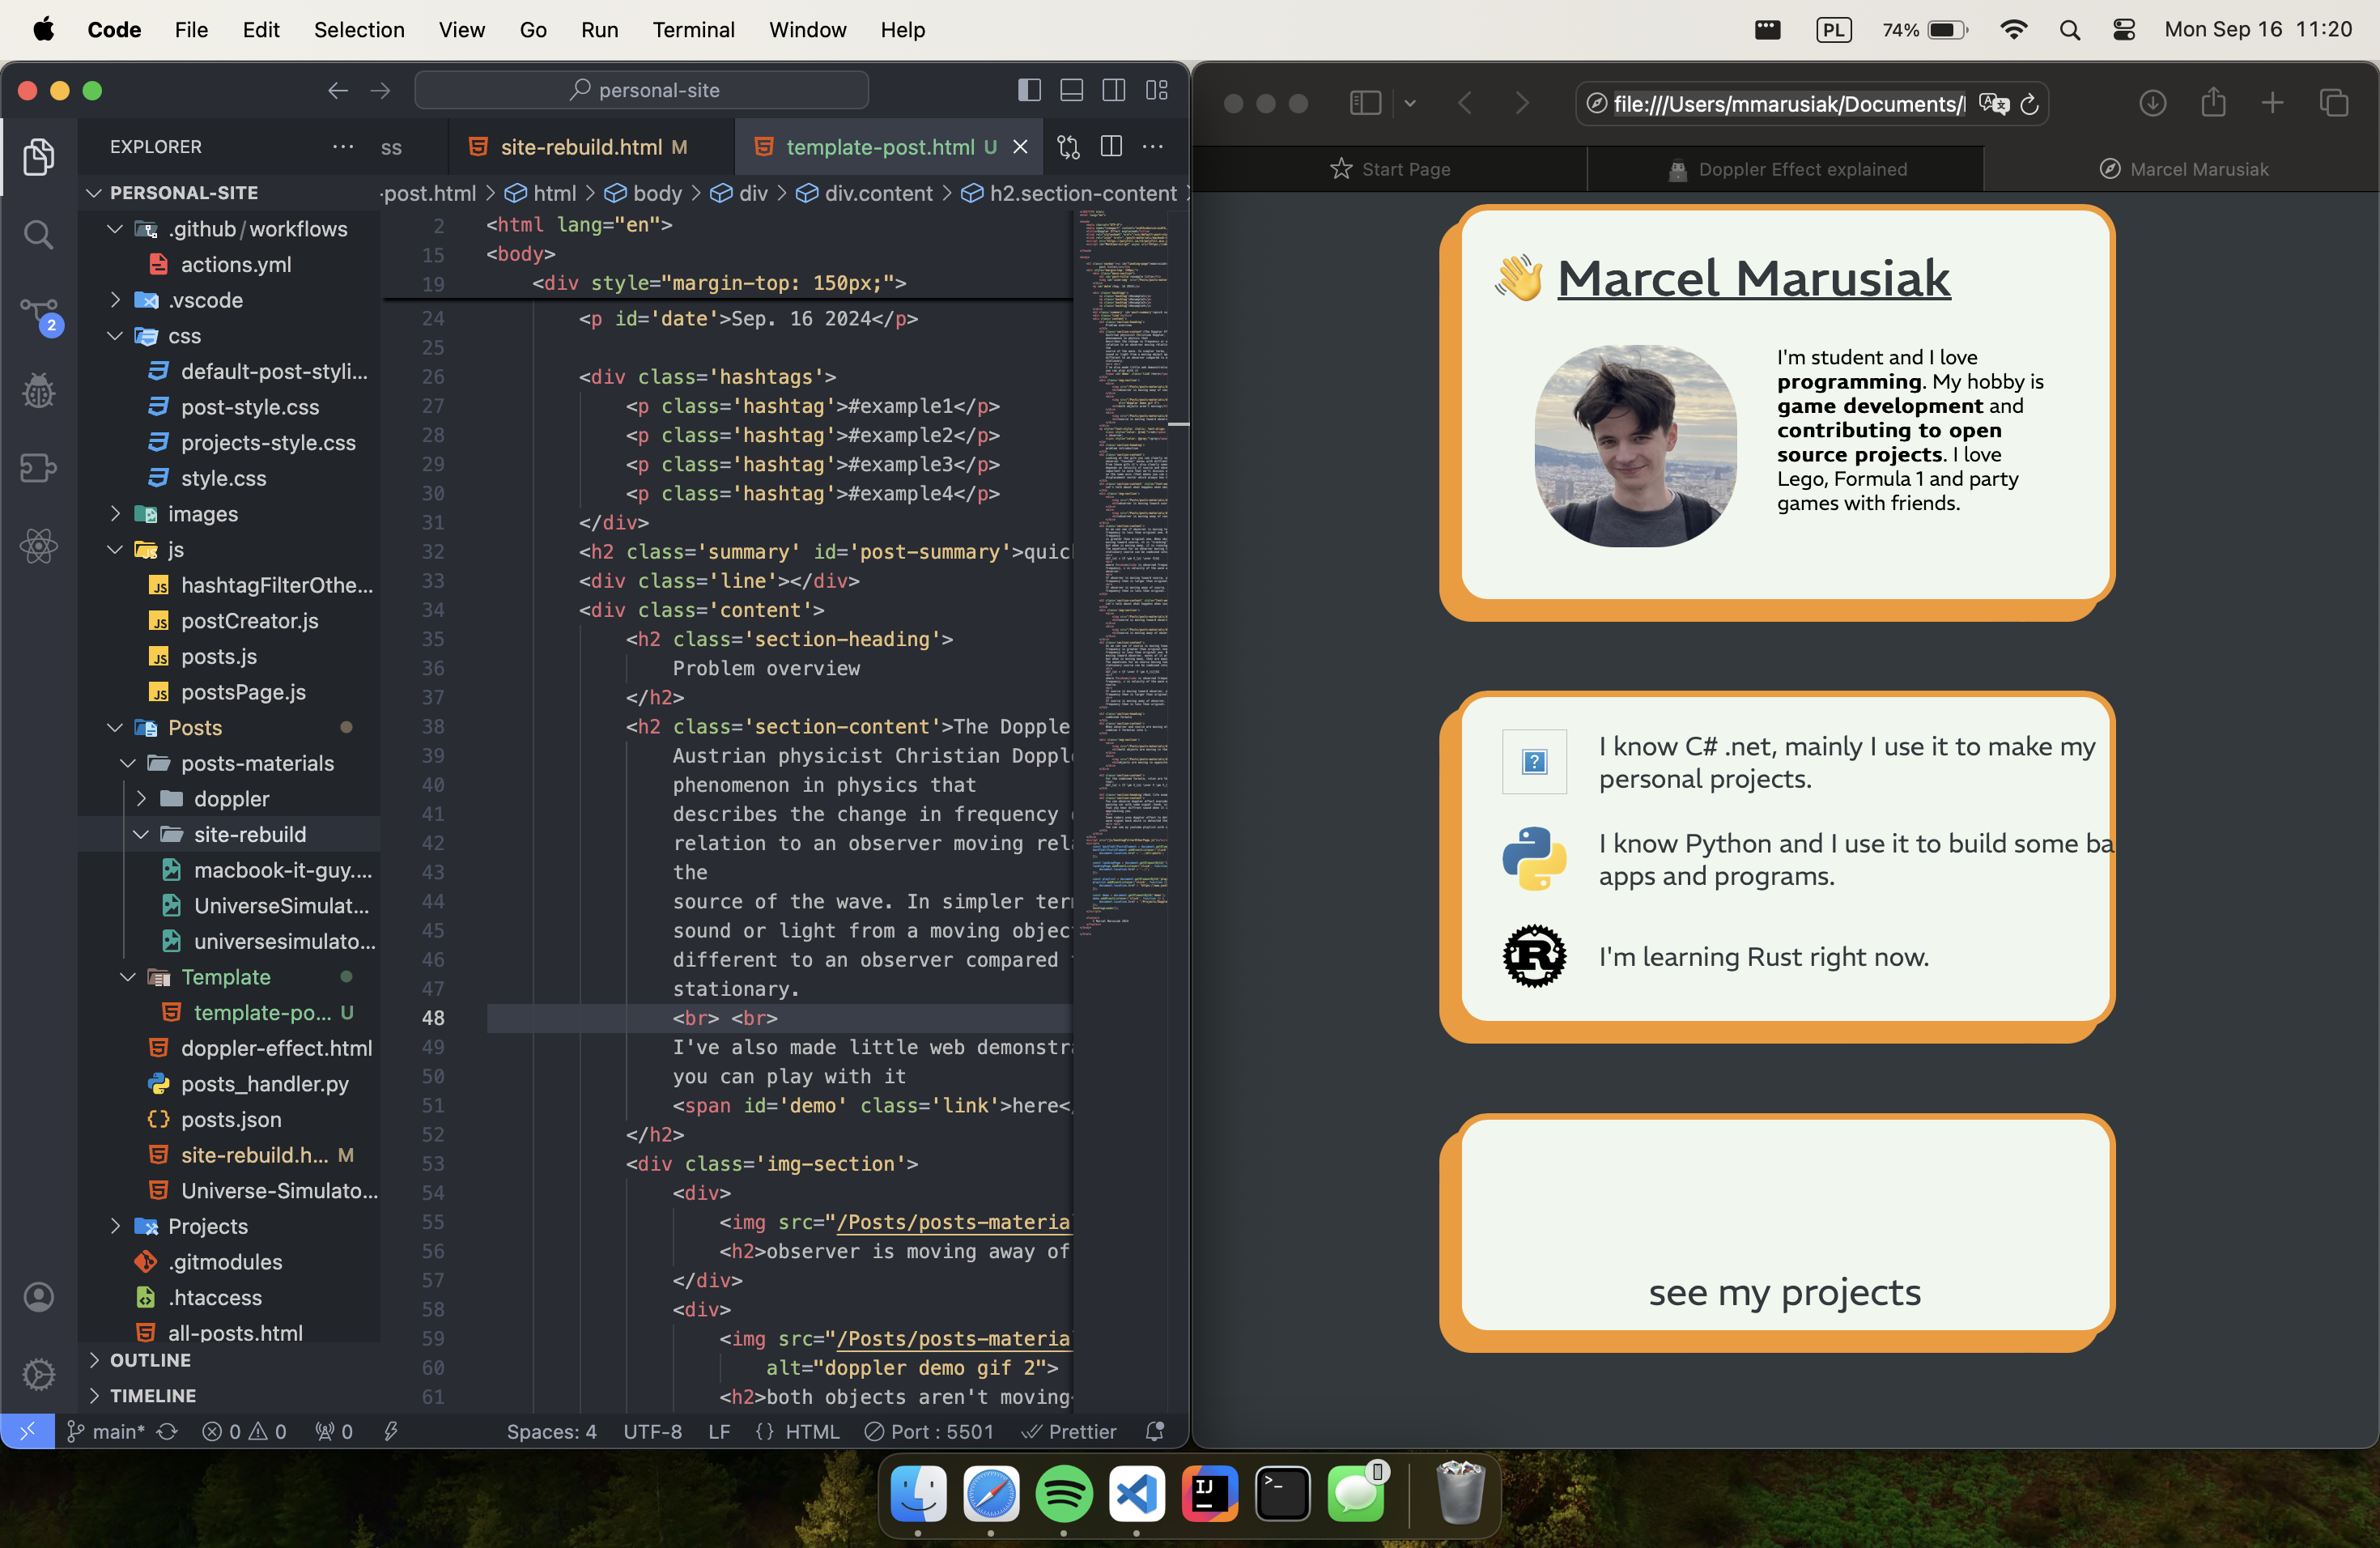 Code File Edit Selection View Go Run Terminal Window Help
PL 74% Mon Sep 16 11:20
personal-site
EXPLORER
ss site-rebuild.html M template-post.html U
PERSONAL-SITE
.github/workflows
actions.yml
.vscode
css
default-post-styli...
post-style.css
projects-style.css
style.css
images
js
hashtagFilterOthe...
postCreator.js
posts.js
postsPage.js
Posts
posts-materials
doppler
site-rebuild
macbook-it-guy....
UniverseSimulat...
universesimulato...
Template
template-po... U
doppler-effect.html
posts_handler.py
posts.json
site-rebuild.h... M
Universe-Simulato...
Projects
.gitmodules
.htaccess
all-posts.html
OUTLINE
TIMELINE
2
-post.html > html > body > div > div.content > h2.section-content >
2 <html lang="en">
15 <body>
19 <div style="margin-top: 150px;">
24 <p id='date'>Sep. 16 2024</p>
25
26 <div class='hashtags'>
27 <p class='hashtag'>#example1</p>
28 <p class='hashtag'>#example2</p>
29 <p class='hashtag'>#example3</p>
30 <p class='hashtag'>#example4</p>
31 </div>
32 <h2 class='summary' id='post-summary'>quic
33 <div class='line'></div>
34 <div class='content'>
35 <h2 class='section-heading'>
36 Problem overview
37 </h2>
38 <h2 class='section-content'>The Dopple
39 Austrian physicist Christian Doppl
40 phenomenon in physics that
41 describes the change in frequency
42 relation to an observer moving rel
43 the
44 source of the wave. In simpler ter
45 sound or light from a moving objec
46 different to an observer compared
47 stationary.
48 <br> <br>
49 I've also made little web demonstr
50 you can play with it
51 <span id='demo' class='link'>here<
52 </h2>
53 <div class='img-section'>
54 <div>
55 <img src="/Posts/posts-materia
56 <h2>observer is moving away of
57 </div>
58 <div>
59 <img src="/Posts/posts-materia
60 alt="doppler demo gif 2">
61 <h2>both objects aren't moving
main* 0 0 0 Spaces: 4 UTF-8 LF {} HTML Port : 5501 Prettier
file:///Users/mmarusiak/Documents/
Start Page Doppler Effect explained Marcel Marusiak
Marcel Marusiak
I'm student and I love
programming. My hobby is
game development and
contributing to open
source projects. I love
Lego, Formula 1 and party
games with friends.
I know C# .net, mainly I use it to make my
personal projects.
I know Python and I use it to build some ba
apps and programs.
I'm learning Rust right now.
see my projects